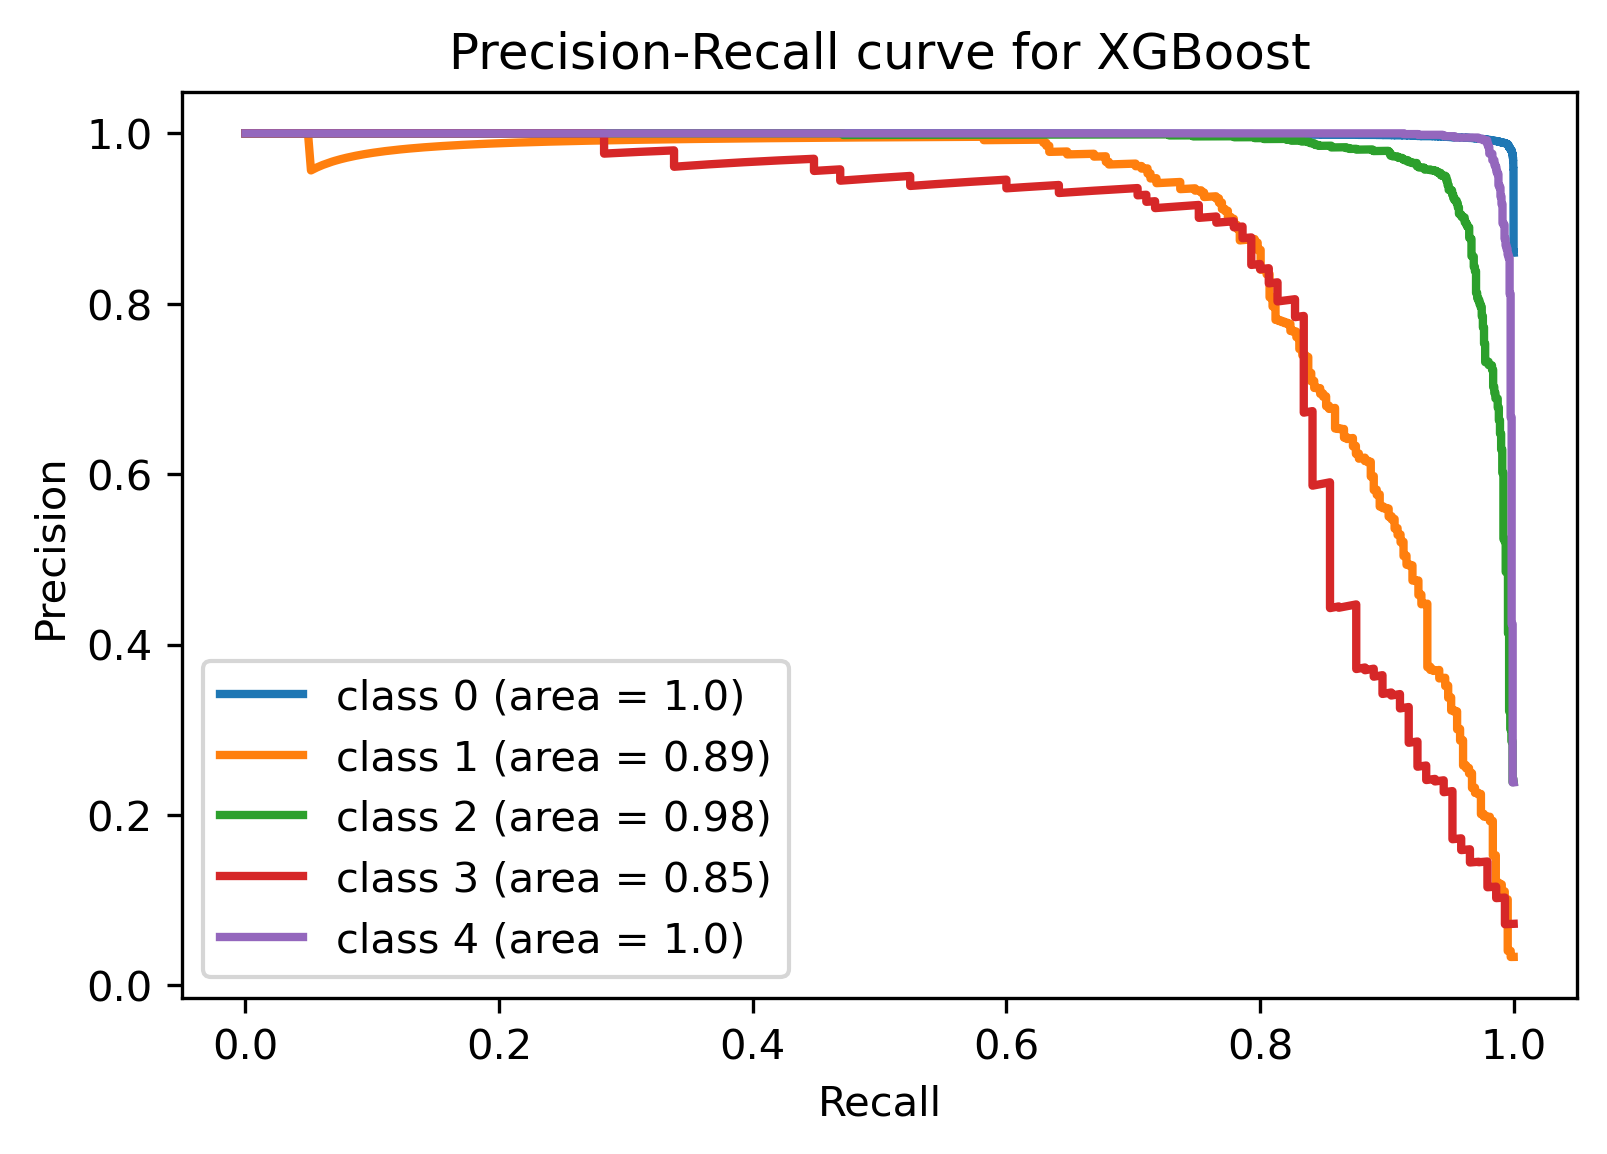 Precision-Recall curve for XGBoost
1.0
0.8
0.6
0.4
0.2
0.0
Precision
class 0 (area = 1.0)
class 1 (area = 0.89)
class 2 (area = 0.98)
class 3 (area = 0.85)
class 4 (area = 1.0)
0.0 0.2 0.4 0.6 0.8 1.0
Recall